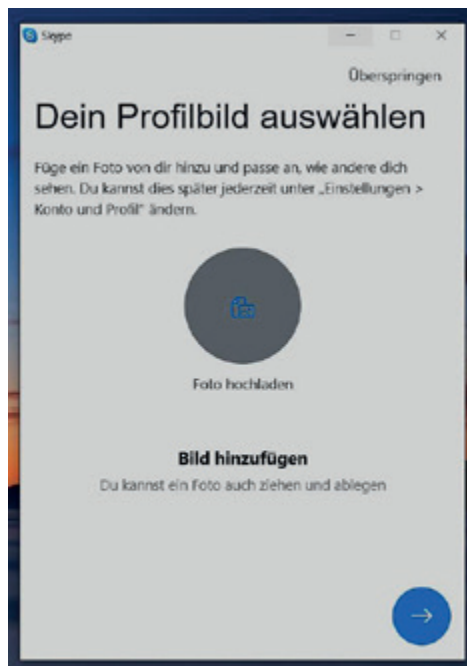 Skype
Überspringen
Dein Profilbild auswählen
Füge ein Foto von dir hinzu und passe an, wie andere dich
sehen. Du kannst dies später jederzeit unter „Einstellungen >
Konto und Profil" ändern.
Foto hochladen
Bild hinzufügen
Du kannst ein Foto auch ziehen und ablegen